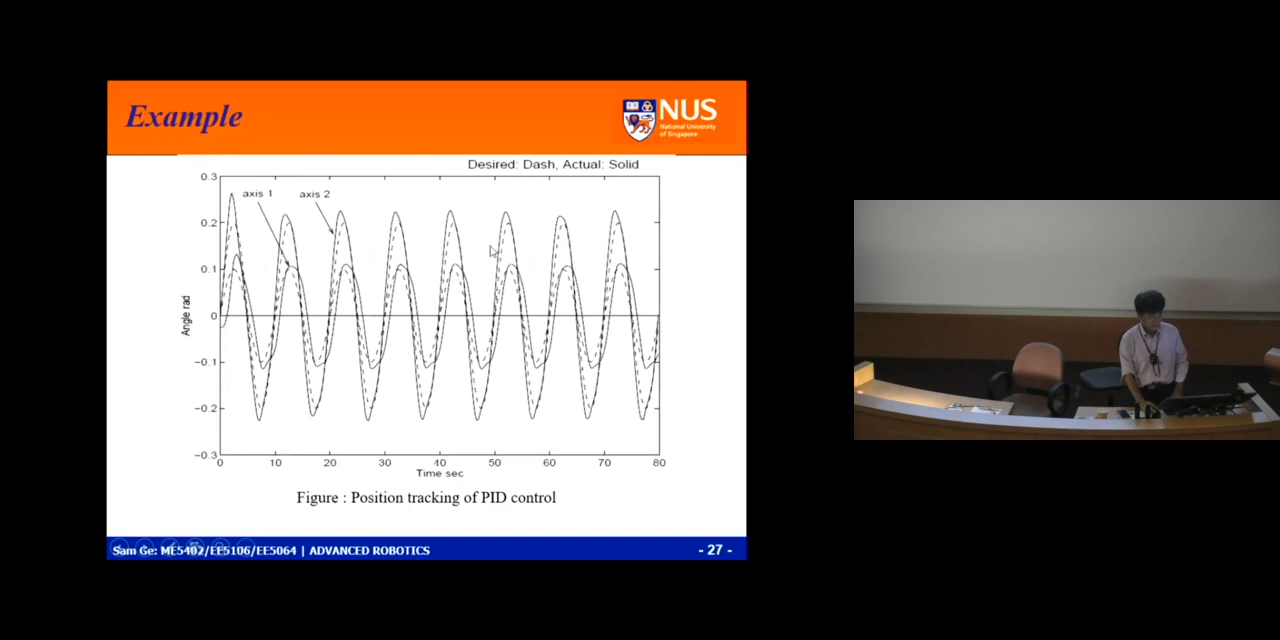 Example
NUS
National University
of Singapore
Desired: Dash, Actual: Solid
axis 1
axis 2
0.3
0.2
0.1
0
−0.1
−0.2
−0.3
Angle rad
0 10 20 30 40 50 60 70 80
Time sec
Figure : Position tracking of PID control
Sam Ge: ME5402/EE5106/EE5064 | ADVANCED ROBOTICS
- 27 -